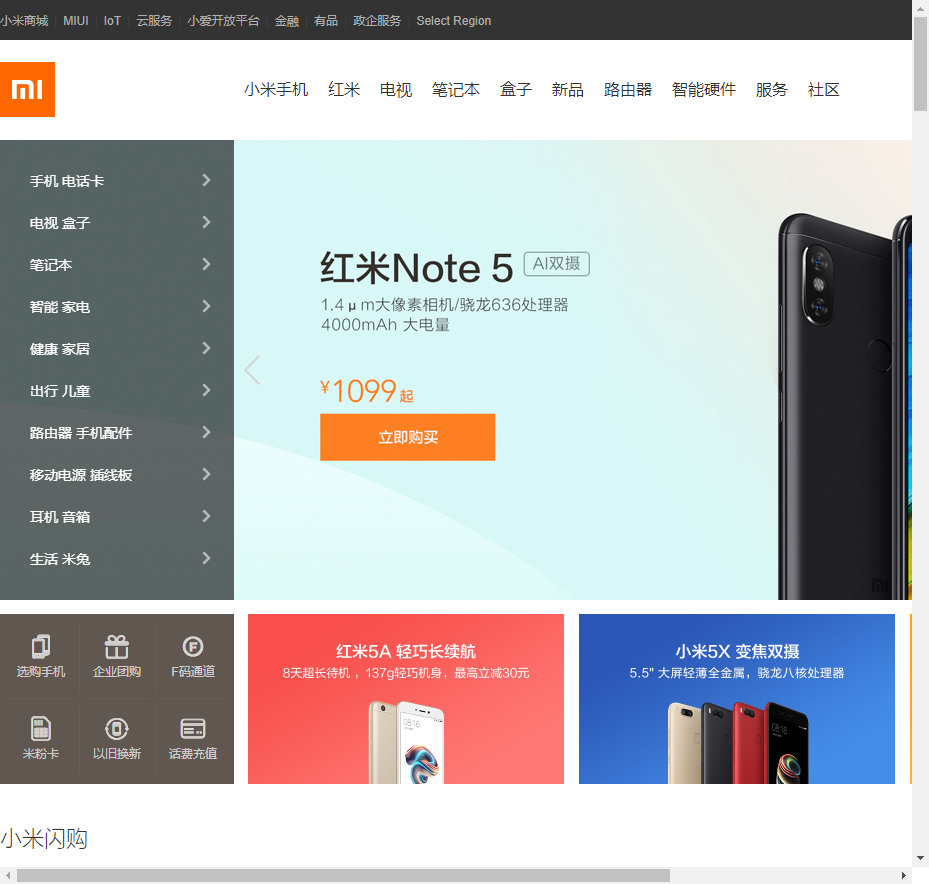 小米商城 MIUI IoT 云服务 小爱开放平台 金融 有品 政企服务 Select Region
小米手机 红米 电视 笔记本 盒子 新品 路由器 智能硬件 服务 社区
手机 电话卡
电视 盒子
笔记本
智能 家电
健康 家居
出行 儿童
路由器 手机配件
移动电源 插线板
耳机 音箱
生活 米兔
红米Note 5 AI双摄
1.4μm大像素相机/骁龙636处理器
4000mAh 大电量
¥1099起
立即购买
选购手机 企业团购 F码通道
米粉卡 以旧换新 话费充值
红米5A 轻巧长续航
8天超长待机 ，137g轻巧机身，最高立减30元
08:16
小米5X 变焦双摄
5.5" 大屏轻薄全金属，骁龙八核处理器
08:16
小米闪购